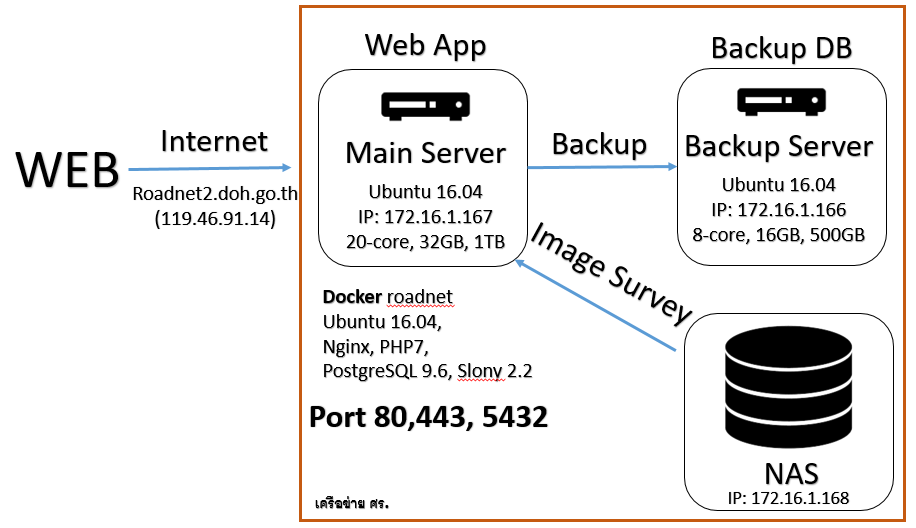 WEB
Internet
Roadnet2.doh.go.th
(119.46.91.14)
Web App
Main Server
Ubuntu 16.04
IP: 172.16.1.167
20-core, 32GB, 1TB
Backup
Backup DB
Backup Server
Ubuntu 16.04
IP: 172.16.1.166
8-core, 16GB, 500GB
Image Survey
Docker roadnet
Ubuntu 16.04,
Nginx, PHP7,
PostgreSQL 9.6, Slony 2.2
Port 80,443, 5432
NAS
IP: 172.16.1.168
เครือข่าย ศร.